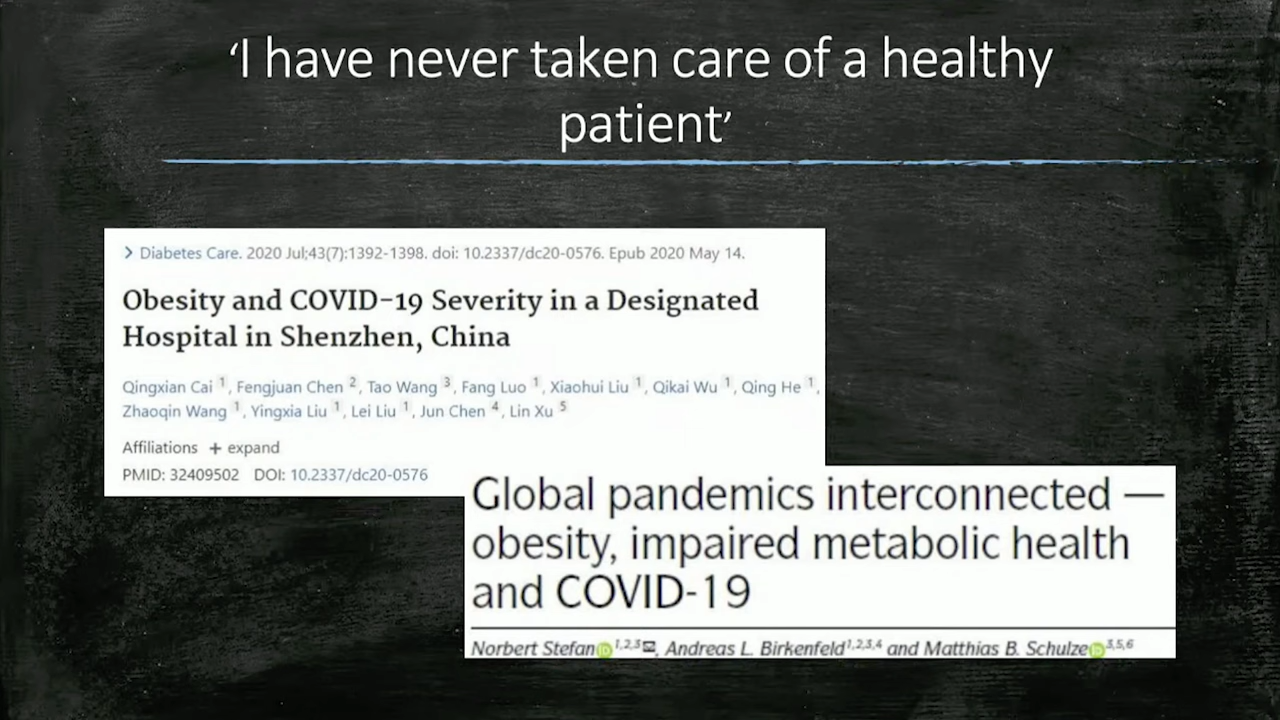 ‘I have never taken care of a healthy
patient’
> Diabetes Care. 2020 Jul;43(7):1392-1398. doi: 10.2337/dc20-0576. Epub 2020 May 14.
Obesity and COVID-19 Severity in a Designated
Hospital in Shenzhen, China
Qingxian Cai 1, Fengjuan Chen 2, Tao Wang 3, Fang Luo 1, Xiaohui Liu 1, Qikai Wu 1, Qing He 1,
Zhaoqin Wang 1, Yingxia Liu 1, Lei Liu 1, Jun Chen 4, Lin Xu 5
Affiliations + expand
PMID: 32409502 DOI: 10.2337/dc20-0576
Global pandemics interconnected —
obesity, impaired metabolic health
and COVID-19
Norbert Stefan iD 1,2,3 ✉, Andreas L. Birkenfeld 1,2,3,4 and Matthias B. Schulze iD 3,5,6